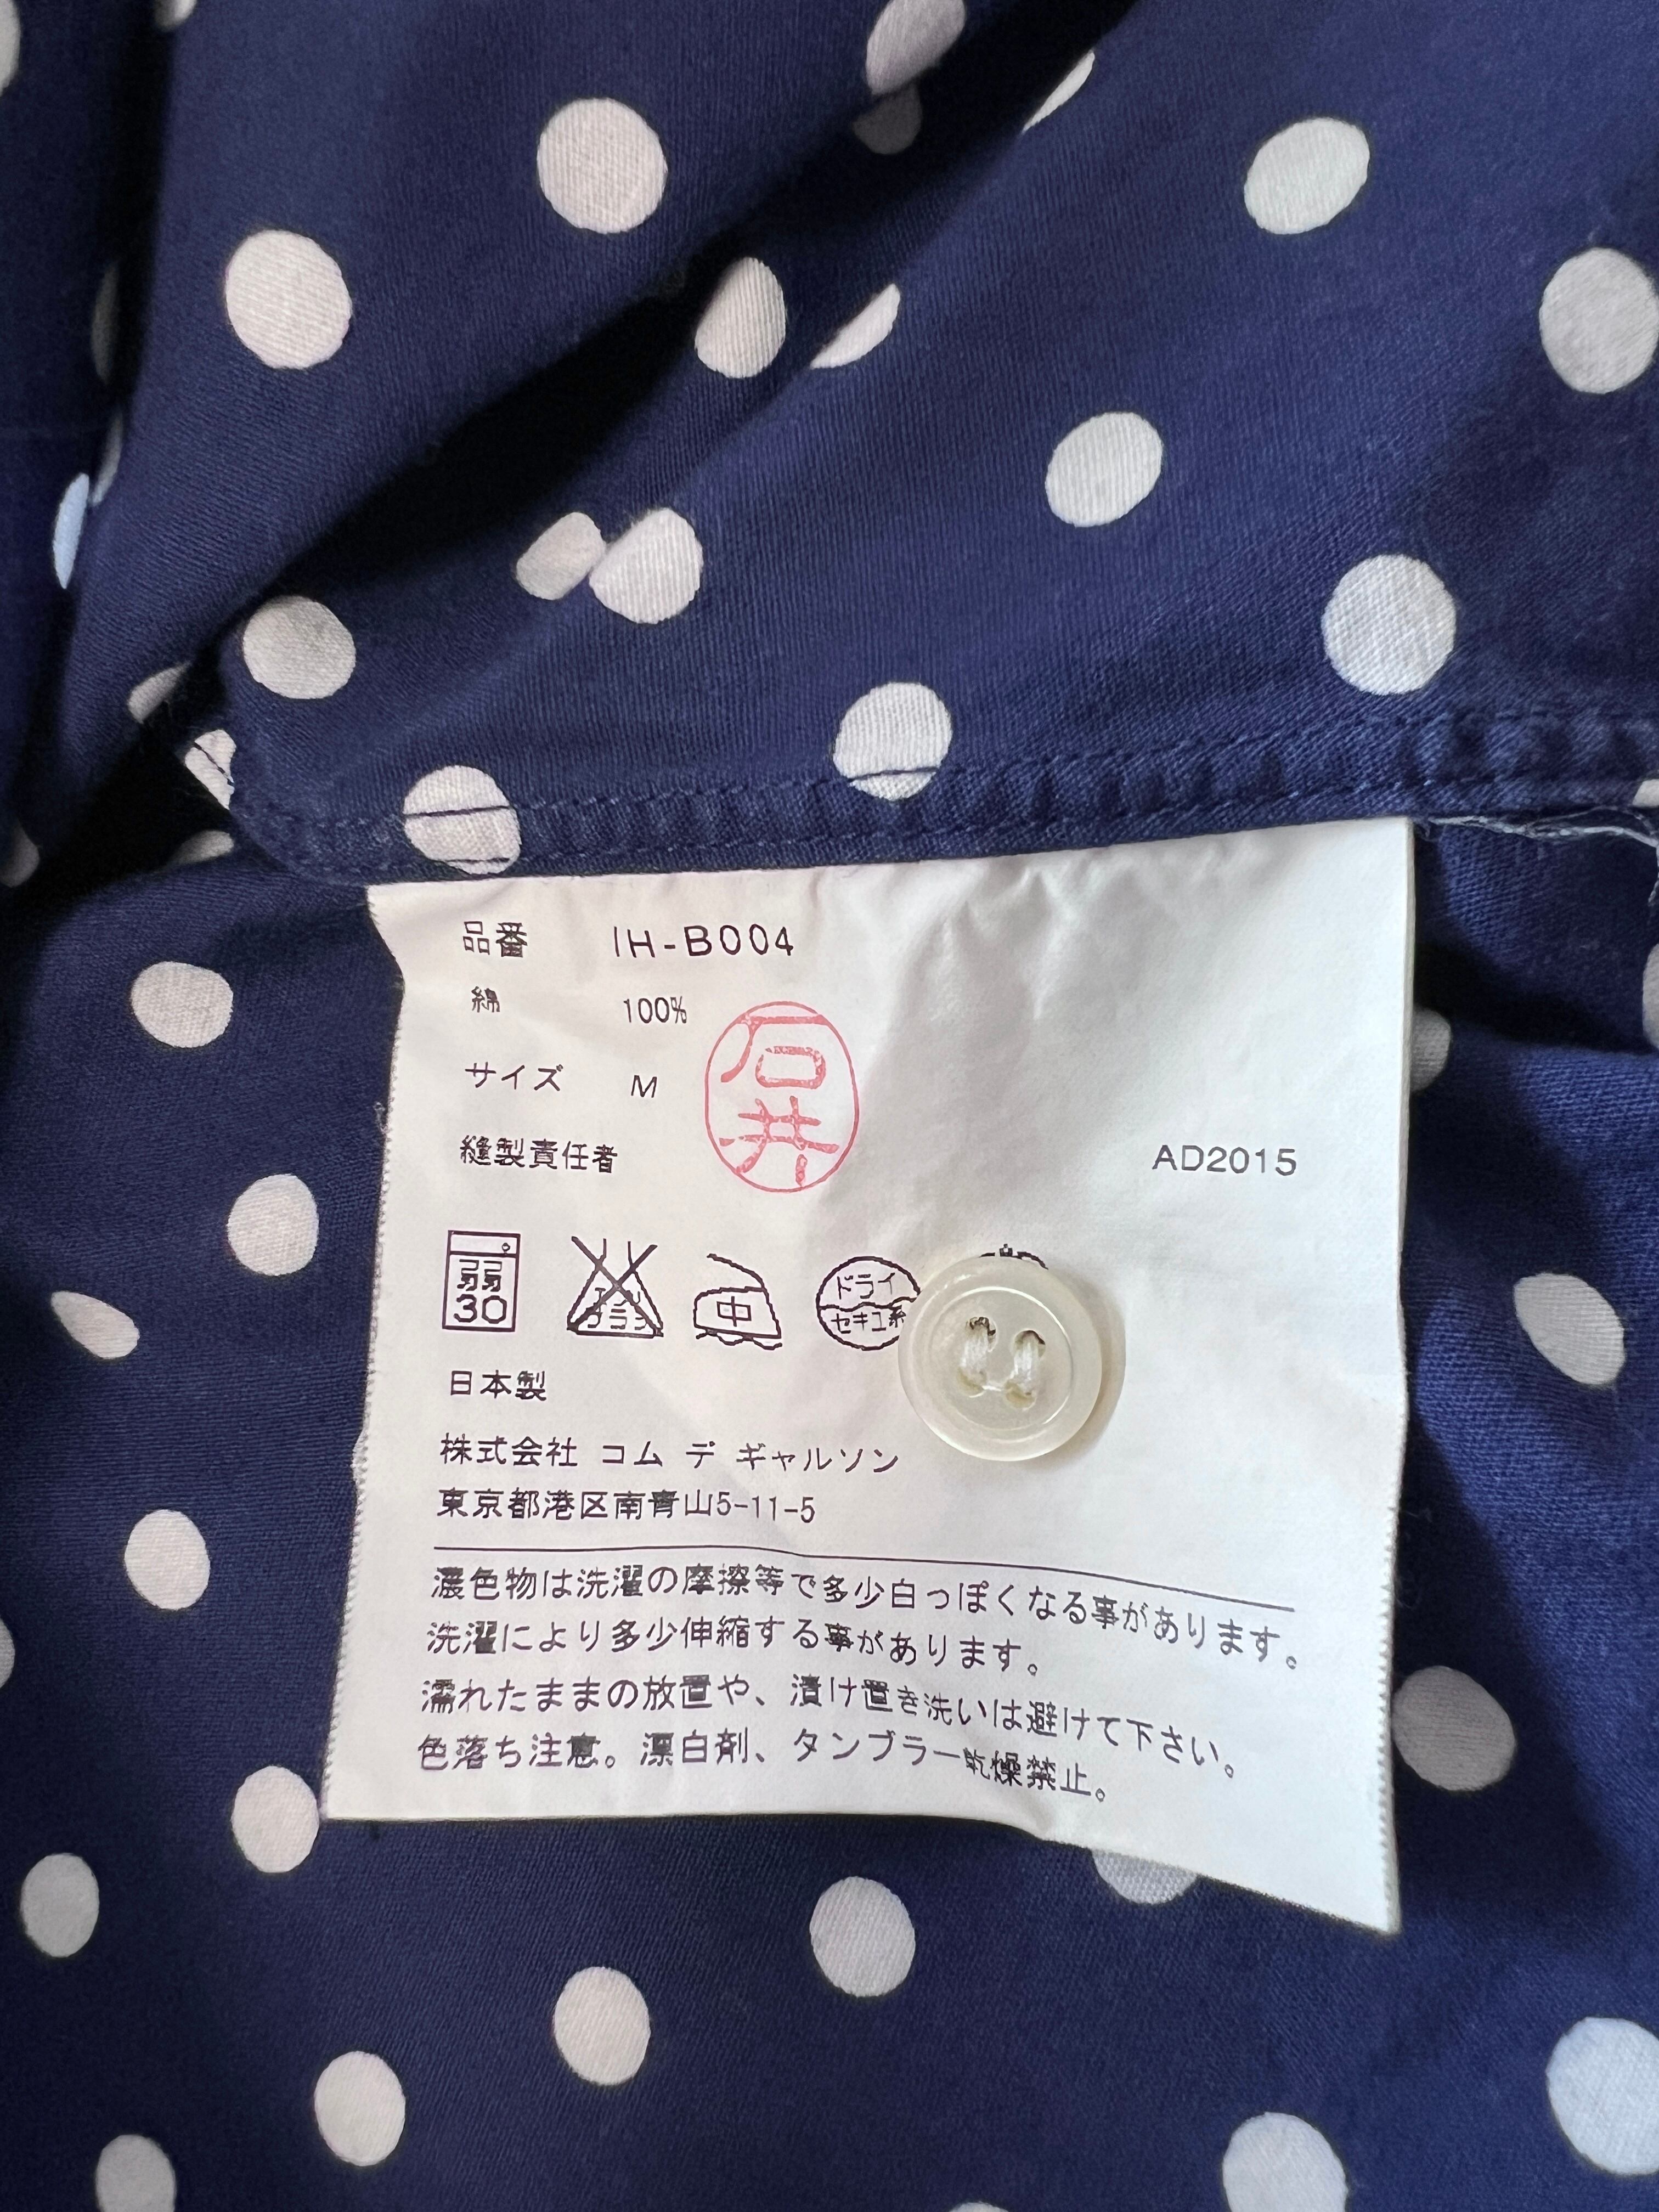 品番 IH-B004
綿 100%
サイズ M
石井
縫製責任者 AD2015
弱 30
中
ドライ
セキユ系
日本製
株式会社 コム デ ギャルソン
東京都港区南青山5-11-5
濃色物は洗濯の摩擦等で多少白っぽくなる事があります。
洗濯により多少伸縮する事があります。
濡れたままの放置や、漬け置き洗いは避けて下さい。
色落ち注意。漂白剤、タンブラー乾燥禁止。